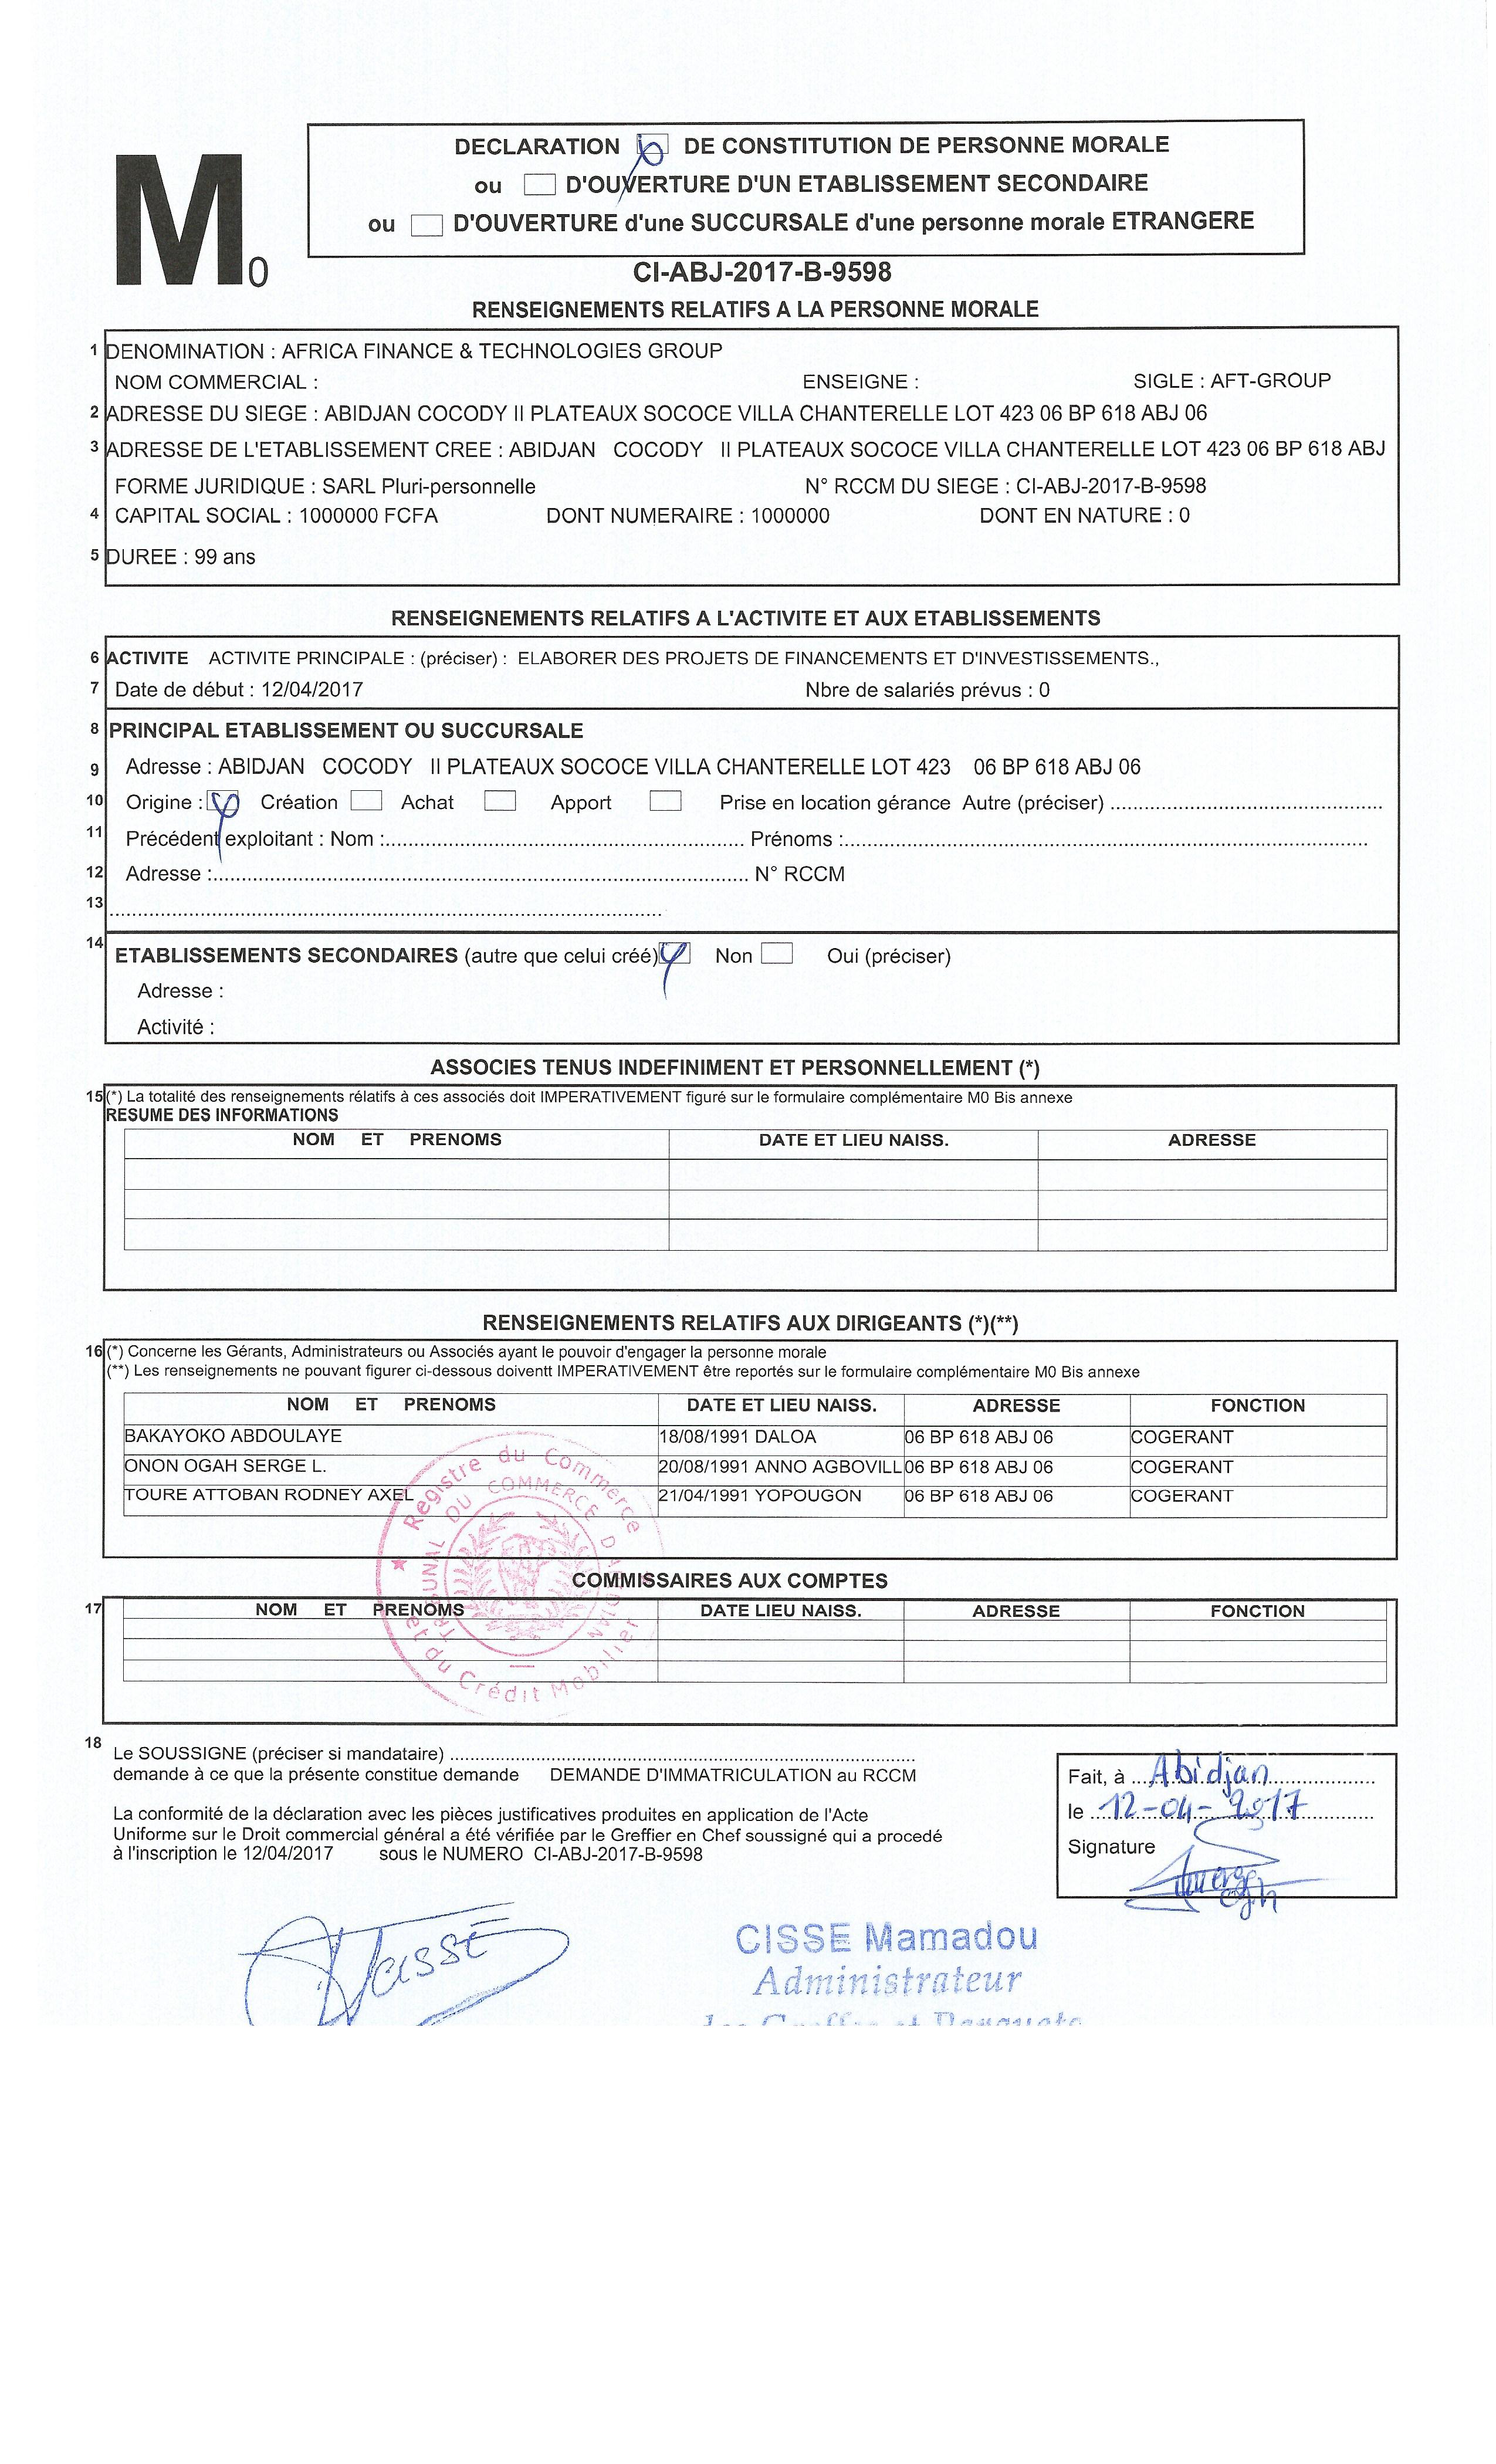 M0
DECLARATION DE CONSTITUTION DE PERSONNE MORALE
ou D'OUVERTURE D'UN ETABLISSEMENT SECONDAIRE
ou D'OUVERTURE d'une SUCCURSALE d'une personne morale ETRANGERE
CI-ABJ-2017-B-9598
RENSEIGNEMENTS RELATIFS A LA PERSONNE MORALE
1 DENOMINATION : AFRICA FINANCE & TECHNOLOGIES GROUP
NOM COMMERCIAL : ENSEIGNE : SIGLE : AFT-GROUP
2 ADRESSE DU SIEGE : ABIDJAN COCODY II PLATEAUX SOCOCE VILLA CHANTERELLE LOT 423 06 BP 618 ABJ 06
3 ADRESSE DE L'ETABLISSEMENT CREE : ABIDJAN COCODY II PLATEAUX SOCOCE VILLA CHANTERELLE LOT 423 06 BP 618 ABJ
FORME JURIDIQUE : SARL Pluri-personnelle N° RCCM DU SIEGE : CI-ABJ-2017-B-9598
4 CAPITAL SOCIAL : 1000000 FCFA DONT NUMERAIRE : 1000000 DONT EN NATURE : 0
5 DUREE : 99 ans
RENSEIGNEMENTS RELATIFS A L'ACTIVITE ET AUX ETABLISSEMENTS
6 ACTIVITE ACTIVITE PRINCIPALE : (préciser) : ELABORER DES PROJETS DE FINANCEMENTS ET D'INVESTISSEMENTS.,
7 Date de début : 12/04/2017 Nbre de salariés prévus : 0
8 PRINCIPAL ETABLISSEMENT OU SUCCURSALE
9 Adresse : ABIDJAN COCODY II PLATEAUX SOCOCE VILLA CHANTERELLE LOT 423 06 BP 618 ABJ 06
10 Origine : Création Achat Apport Prise en location gérance Autre (préciser) ..........
11 Précédent exploitant : Nom :.......... Prénoms :..........
12 Adresse :.......... N° RCCM
13 ..........
14 ETABLISSEMENTS SECONDAIRES (autre que celui créé) Non Oui (préciser)
Adresse :
Activité :
ASSOCIES TENUS INDEFINIMENT ET PERSONNELLEMENT (*)
15 (*) La totalité des renseignements rélatifs à ces associés doit IMPERATIVEMENT figuré sur le formulaire complémentaire M0 Bis annexe
RESUME DES INFORMATIONS
NOM ET PRENOMS DATE ET LIEU NAISS. ADRESSE
RENSEIGNEMENTS RELATIFS AUX DIRIGEANTS (*)(**)
16 (*) Concerne les Gérants, Administrateurs ou Associés ayant le pouvoir d'engager la personne morale
(**) Les renseignements ne pouvant figurer ci-dessous doiventt IMPERATIVEMENT être reportés sur le formulaire complémentaire M0 Bis annexe
NOM ET PRENOMS DATE ET LIEU NAISS. ADRESSE FONCTION
BAKAYOKO ABDOULAYE 18/08/1991 DALOA 06 BP 618 ABJ 06 COGERANT
ONON OGAH SERGE L. 20/08/1991 ANNO AGBOVILL 06 BP 618 ABJ 06 COGERANT
TOURE ATTOBAN RODNEY AXEL 21/04/1991 YOPOUGON 06 BP 618 ABJ 06 COGERANT
Registre du Commerce et du Crédit Mobilier
TRIBUNAL DU COMMERCE D'ABIDJAN
COMMISSAIRES AUX COMPTES
17 NOM ET PRENOMS DATE LIEU NAISS. ADRESSE FONCTION
18 Le SOUSSIGNE (préciser si mandataire) ..........
demande à ce que la présente constitue demande DEMANDE D'IMMATRICULATION au RCCM
La conformité de la déclaration avec les pièces justificatives produites en application de l'Acte
Uniforme sur le Droit commercial général a été vérifiée par le Greffier en Chef soussigné qui a procedé
à l'inscription le 12/04/2017 sous le NUMERO CI-ABJ-2017-B-9598
Fait, à Abidjan
le 12-04-2017
Signature
CISSE Mamadou
Administrateur
des Greffes et Parquets